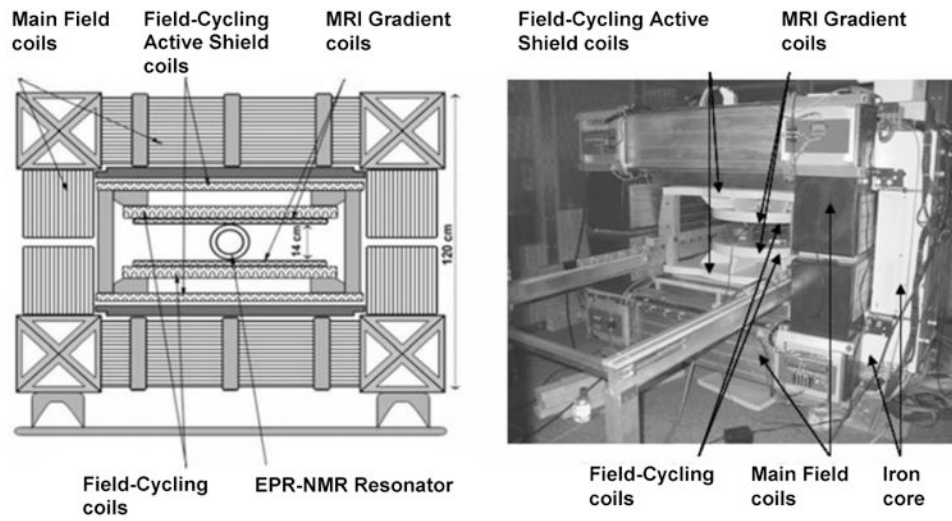 Main Field
coils
Field-Cycling
Active Shield
coils
MRI Gradient
coils
14 cm
120 cm
Field-Cycling
coils
EPR-NMR Resonator
Field-Cycling Active
Shield coils
MRI Gradient
coils
Field-Cycling
coils
Main Field
coils
Iron
core